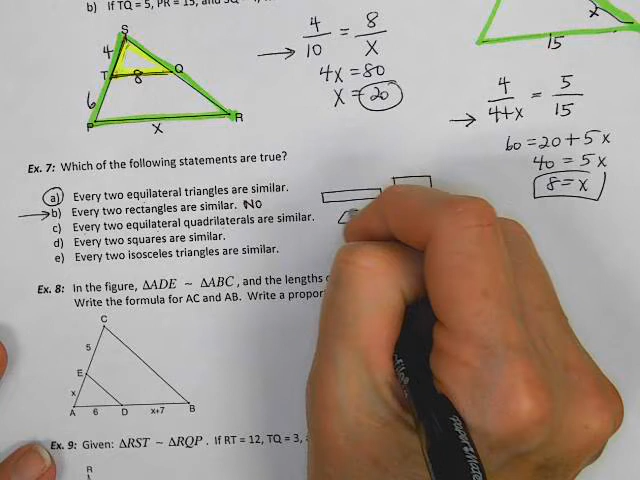 b) If TQ = 5, PR = 15, and
S
4
T
8
Q
6
P
X
R
4/10 = 8/X
4X = 80
X = 20
15
4/4+X = 5/15
60 = 20 + 5X
40 = 5X
8 = X
Ex. 7: Which of the following statements are true?
a) Every two equilateral triangles are similar.
b) Every two rectangles are similar. NO
c) Every two equilateral quadrilaterals are similar.
d) Every two squares are similar.
e) Every two isosceles triangles are similar.
Ex. 8: In the figure, ΔADE ~ ΔABC, and the lengths
Write the formula for AC and AB. Write a
C
5
E
x
A
6
D
x+7
B
Ex. 9: Given: ΔRST ~ ΔRQP. If RT = 12, TQ = 3,
R
Profile
PaperMate